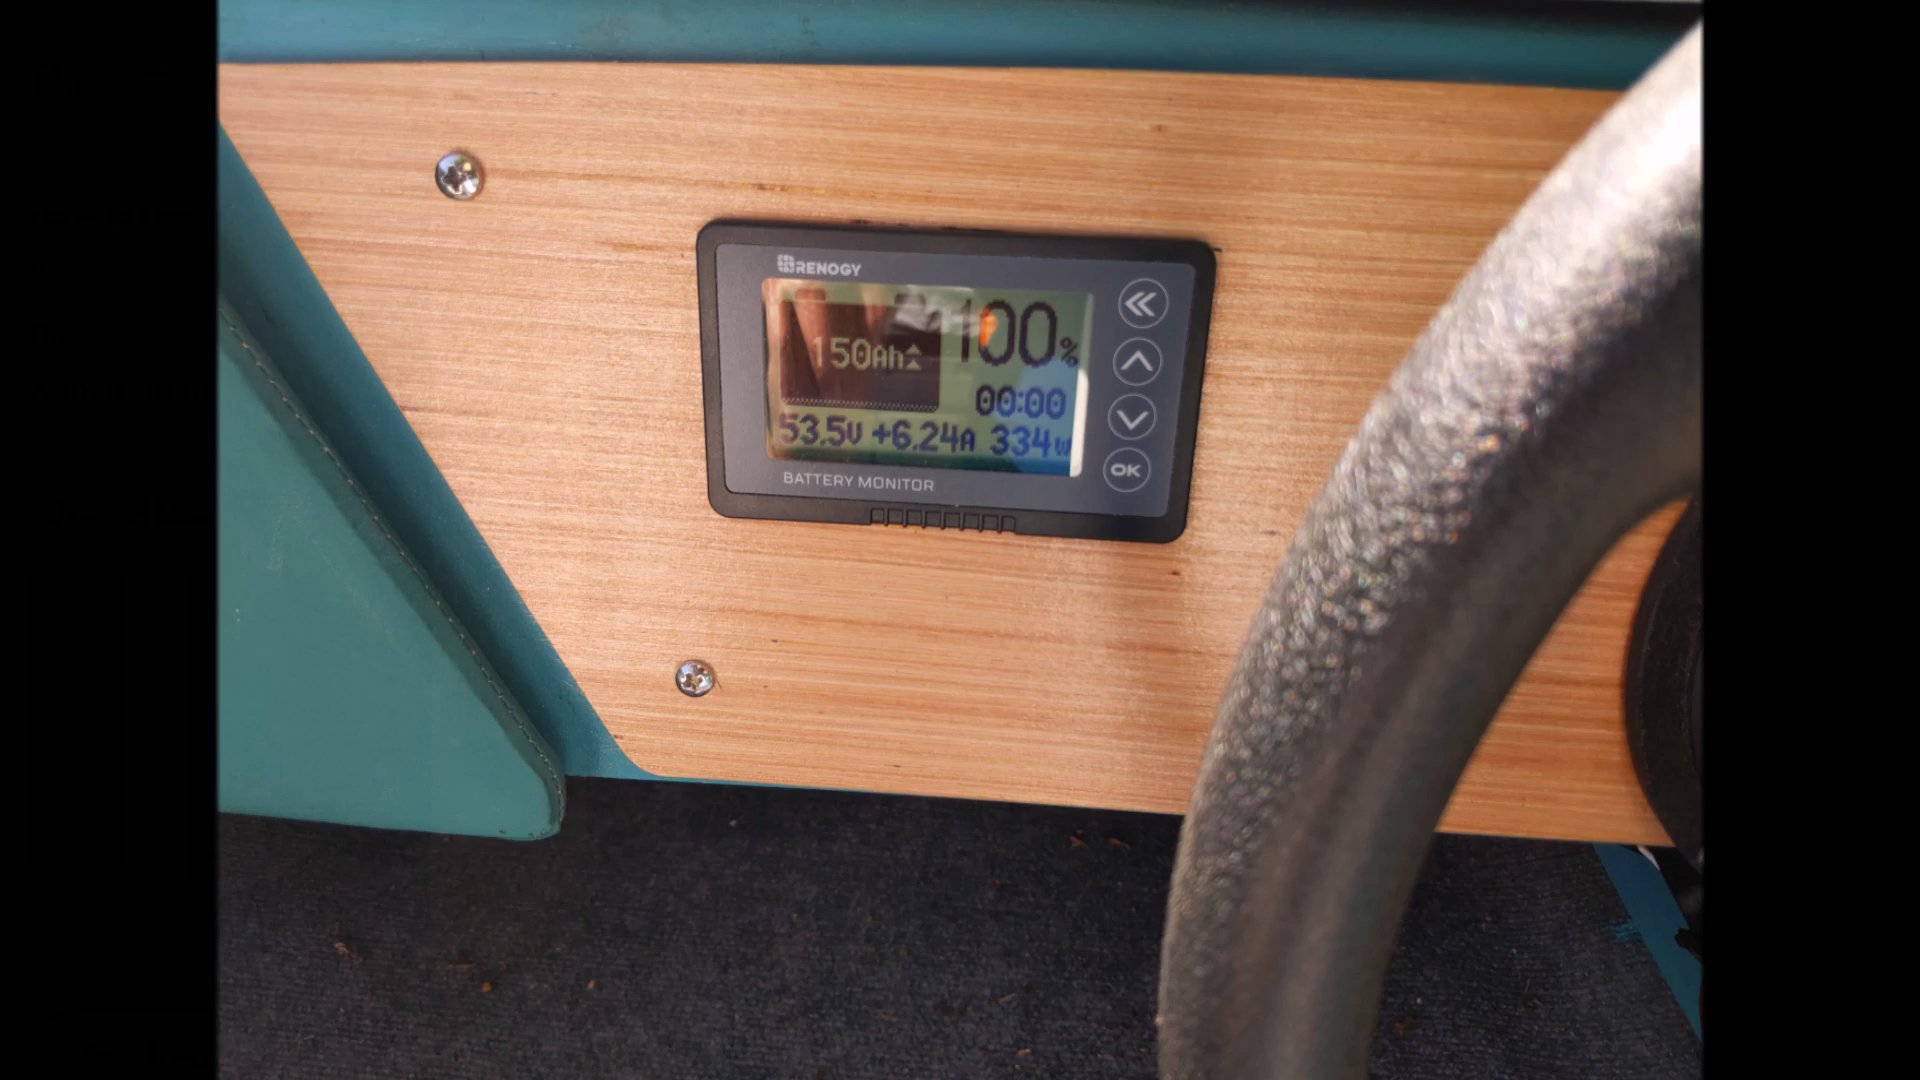 RENOGY
150Ah
100%
00:00
53.5V +6.24A 334W
BATTERY MONITOR
OK